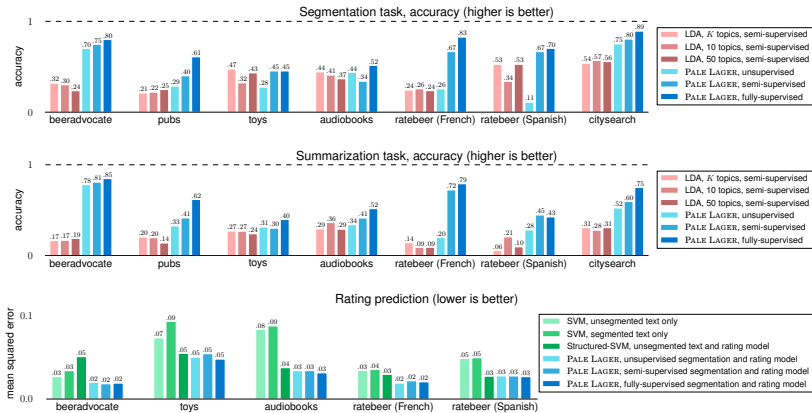 Segmentation task, accuracy (higher is better)
1
accuracy
0
.32 .30 .24 .70 .75 .80
.21 .22 .25 .29 .40 .61
.47 .32 .43 .28 .45 .45
.44 .41 .37 .44 .34 .52
.24 .26 .24 .26 .67 .83
.53 .34 .53 .11 .67 .70
.54 .57 .56 .75 .80 .89
beeradvocate pubs toys audiobooks ratebeer (French) ratebeer (Spanish) citysearch
LDA, K topics, semi-supervised
LDA, 10 topics, semi-supervised
LDA, 50 topics, semi-supervised
PALE LAGER, unsupervised
PALE LAGER, semi-supervised
PALE LAGER, fully-supervised
Summarization task, accuracy (higher is better)
1
accuracy
0
.17 .17 .19 .78 .81 .85
.20 .20 .14 .33 .41 .62
.27 .27 .24 .31 .30 .40
.29 .36 .29 .34 .41 .52
.14 .09 .09 .20 .72 .79
.06 .21 .10 .28 .45 .43
.31 .28 .31 .52 .60 .75
beeradvocate pubs toys audiobooks ratebeer (French) ratebeer (Spanish) citysearch
LDA, K topics, semi-supervised
LDA, 10 topics, semi-supervised
LDA, 50 topics, semi-supervised
PALE LAGER, unsupervised
PALE LAGER, semi-supervised
PALE LAGER, fully-supervised
Rating prediction (lower is better)
0.1
mean squared error
0.0
.03 .03 .05 .02 .02 .02
.07 .09 .05 .05 .05 .05
.08 .09 .04 .03 .03 .03
.03 .04 .03 .02 .02 .02
.05 .05 .03 .03 .03 .03
beeradvocate toys audiobooks ratebeer (French) ratebeer (Spanish)
SVM, unsegmented text only
SVM, segmented text only
Structured-SVM, unsegmented text and rating model
PALE LAGER, unsupervised segmentation and rating model
PALE LAGER, semi-supervised segmentation and rating model
PALE LAGER, fully-supervised segmentation and rating model